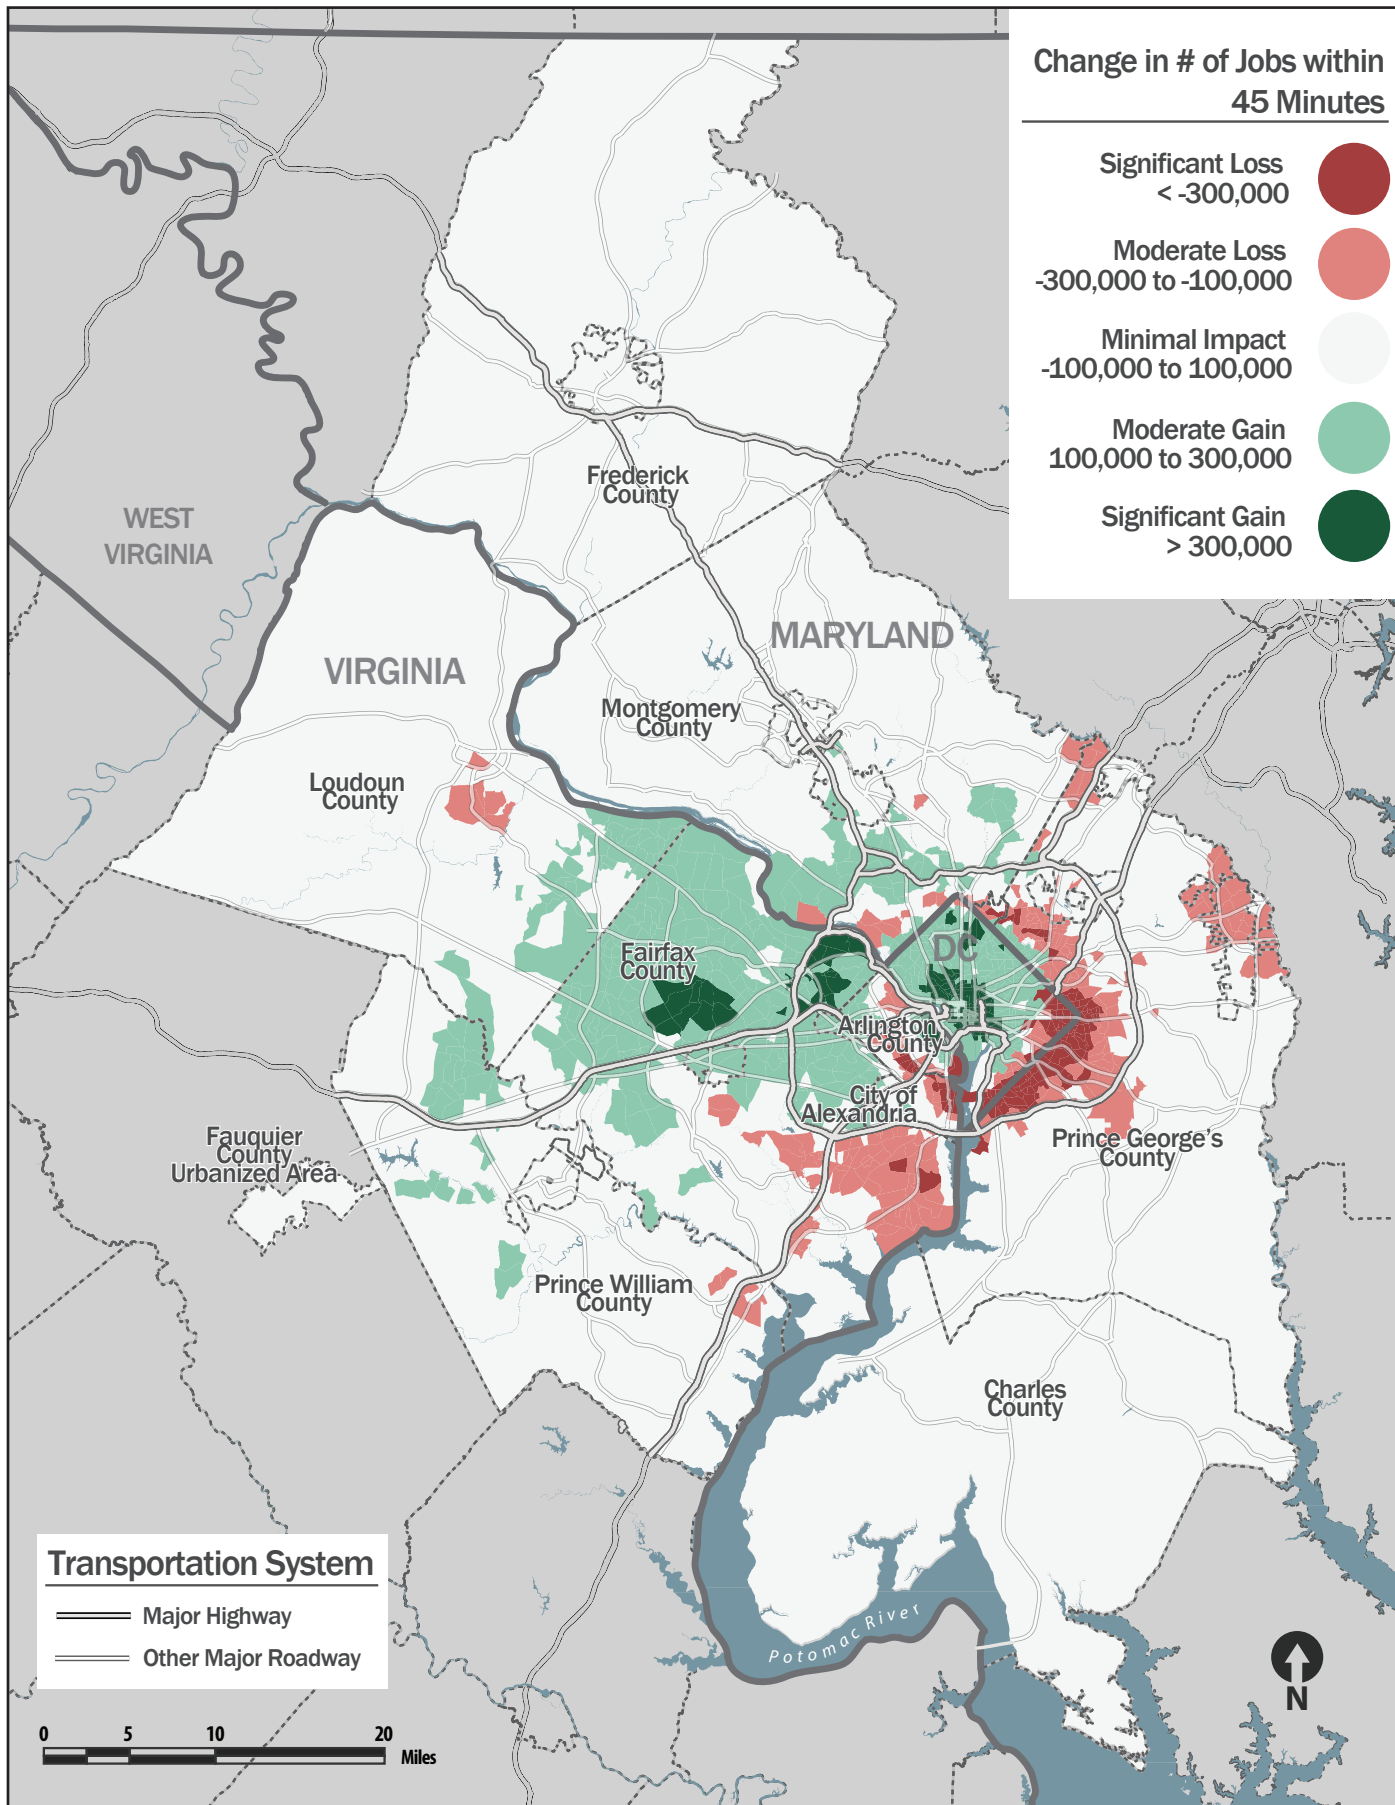 Change in # of Jobs within
45 Minutes
Significant Loss
< -300,000
Moderate Loss
-300,000 to -100,000
Minimal Impact
-100,000 to 100,000
Moderate Gain
100,000 to 300,000
Significant Gain
> 300,000
Frederick
County
WEST
VIRGINIA
MARYLAND
VIRGINIA
Montgomery
County
Loudoun
County
Fairfax
County
DC
Arlington
County
City of
Alexandria
Prince George's
County
Fauquier
County
Urbanized Area
Prince William
County
Charles
County
Potomac River
Transportation System
Major Highway
Other Major Roadway
N
0 5 10 20
Miles